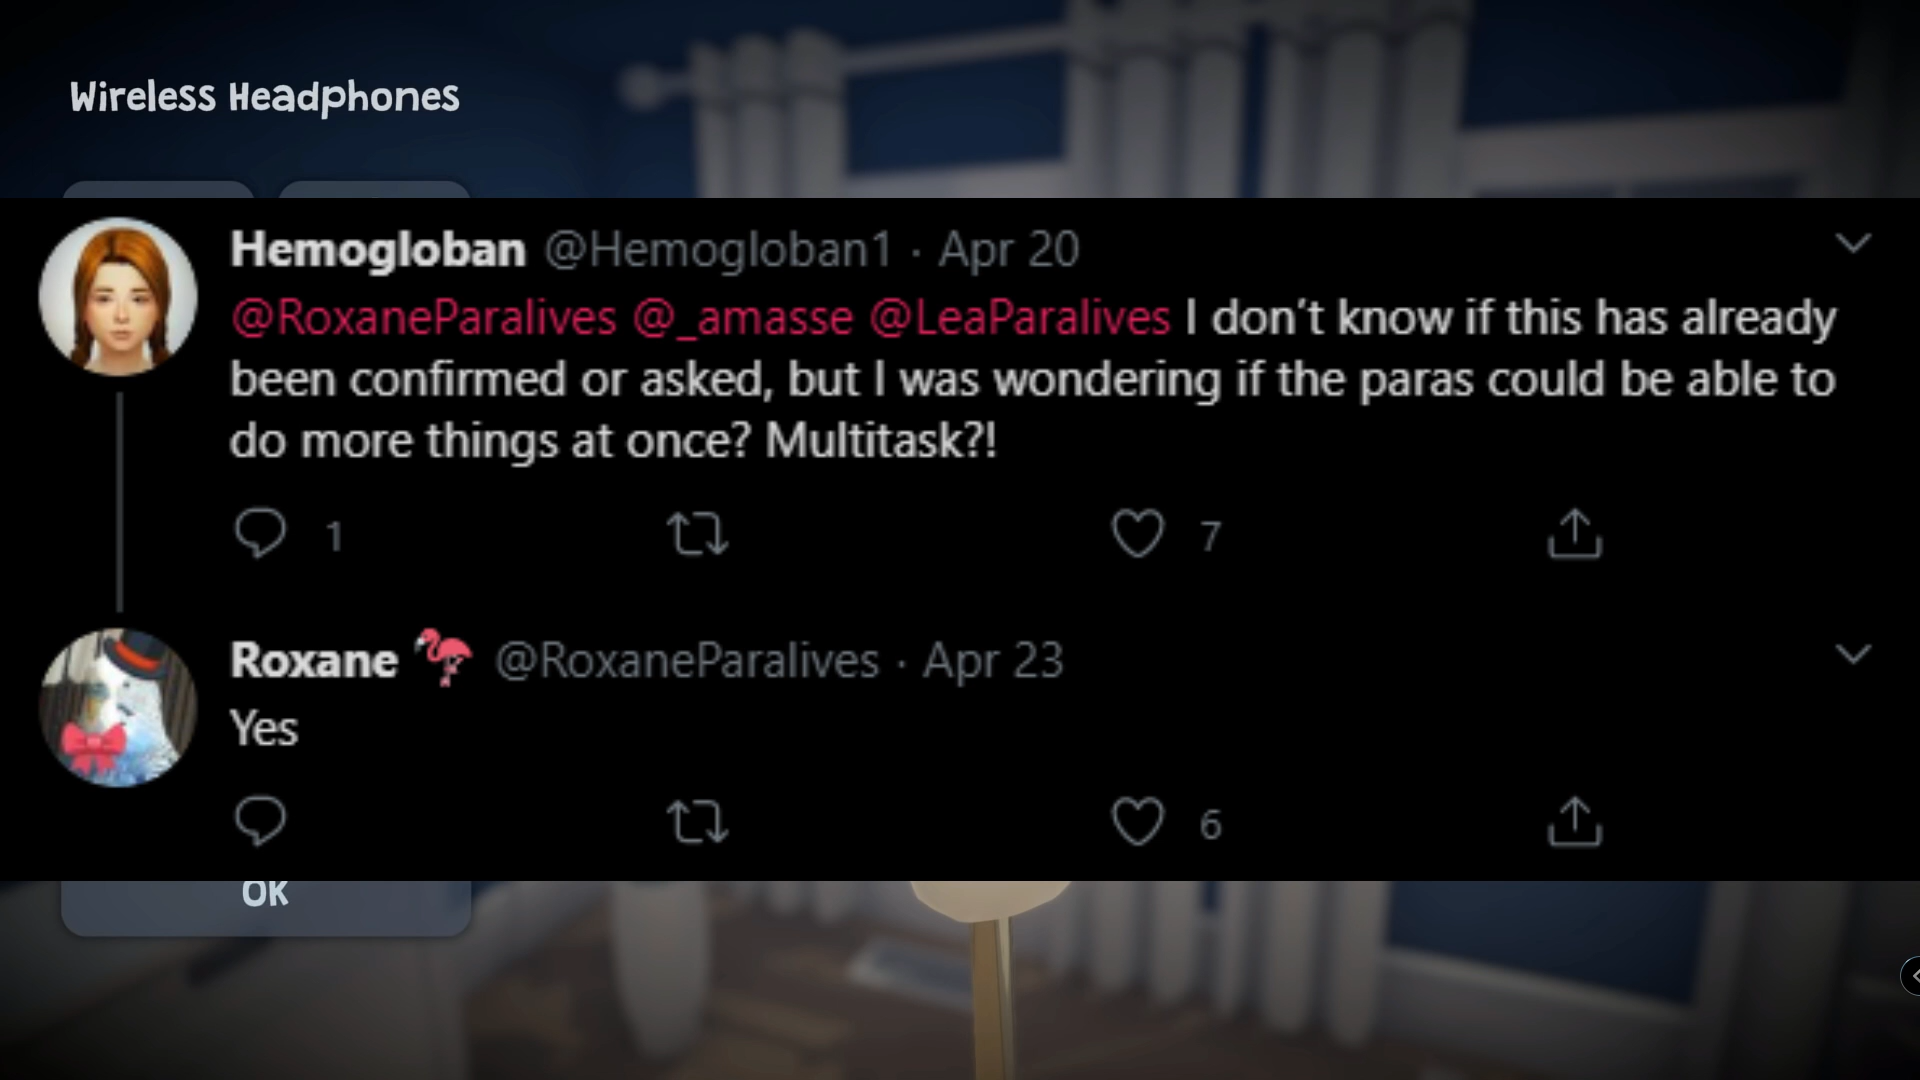 Wireless Headphones
Hemogloban @Hemogloban1 · Apr 20
@RoxaneParalives @_amasse @LeaParalives I don’t know if this has already
been confirmed or asked, but I was wondering if the paras could be able to
do more things at once? Multitask?!
1 7
Roxane 🦩 @RoxaneParalives · Apr 23
Yes
6
OK